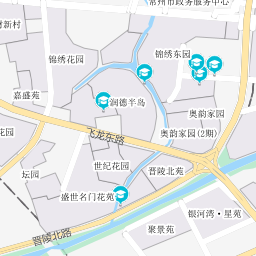 常州市政务服务中心
湾新村
锦绣花园
锦绣东园
嘉盛苑
润德半岛
奥韵家园
飞龙东路
奥韵家园(2期)
世纪花园
晋陵北苑
坛园
盛世名门花苑
银河湾·星苑
晋陵北路
聚景苑